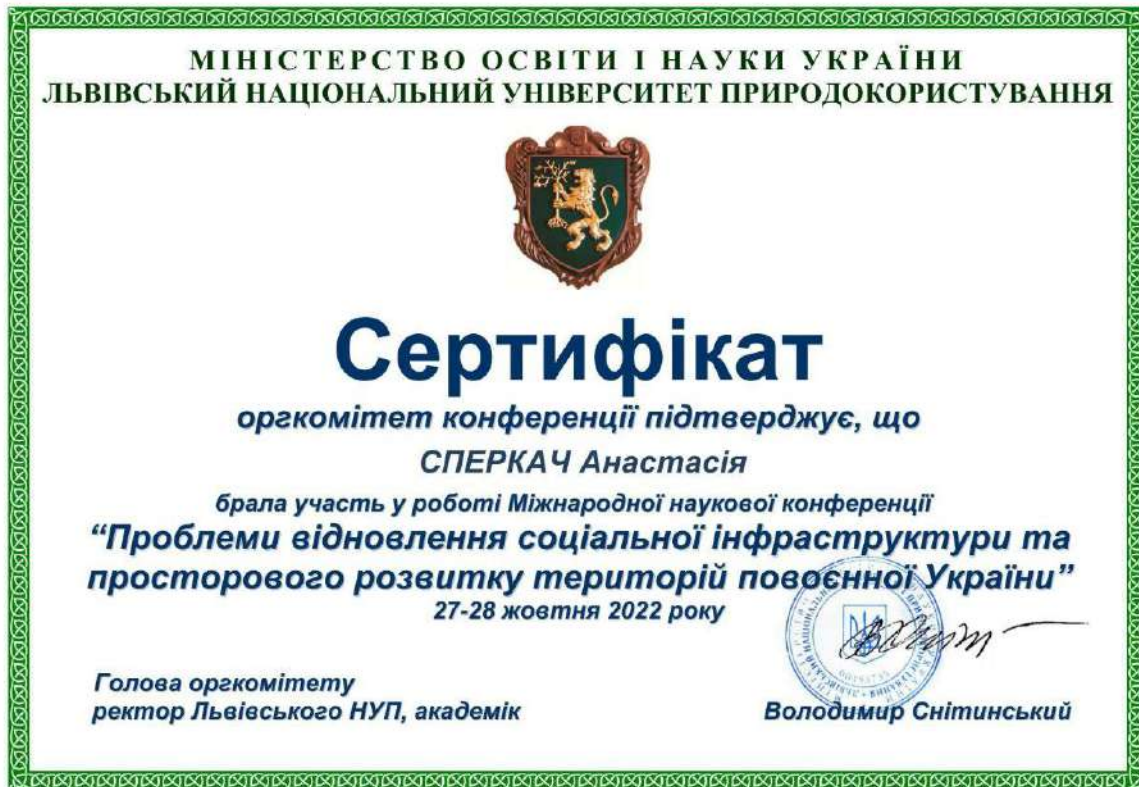 МІНІСТЕРСТВО ОСВІТИ І НАУКИ УКРАЇНИ
ЛЬВІВСЬКИЙ НАЦІОНАЛЬНИЙ УНІВЕРСИТЕТ ПРИРОДОКОРИСТУВАННЯ
Сертифікат
оргкомітет конференції підтверджує, що
СПЕРКАЧ Анастасія
брала участь у роботі Міжнародної наукової конференції
“Проблеми відновлення соціальної інфраструктури та
просторового розвитку територій повоєнної України”
27-28 жовтня 2022 року
Голова оргкомітету
ректор Львівського НУП, академік
Володимир Снітинський